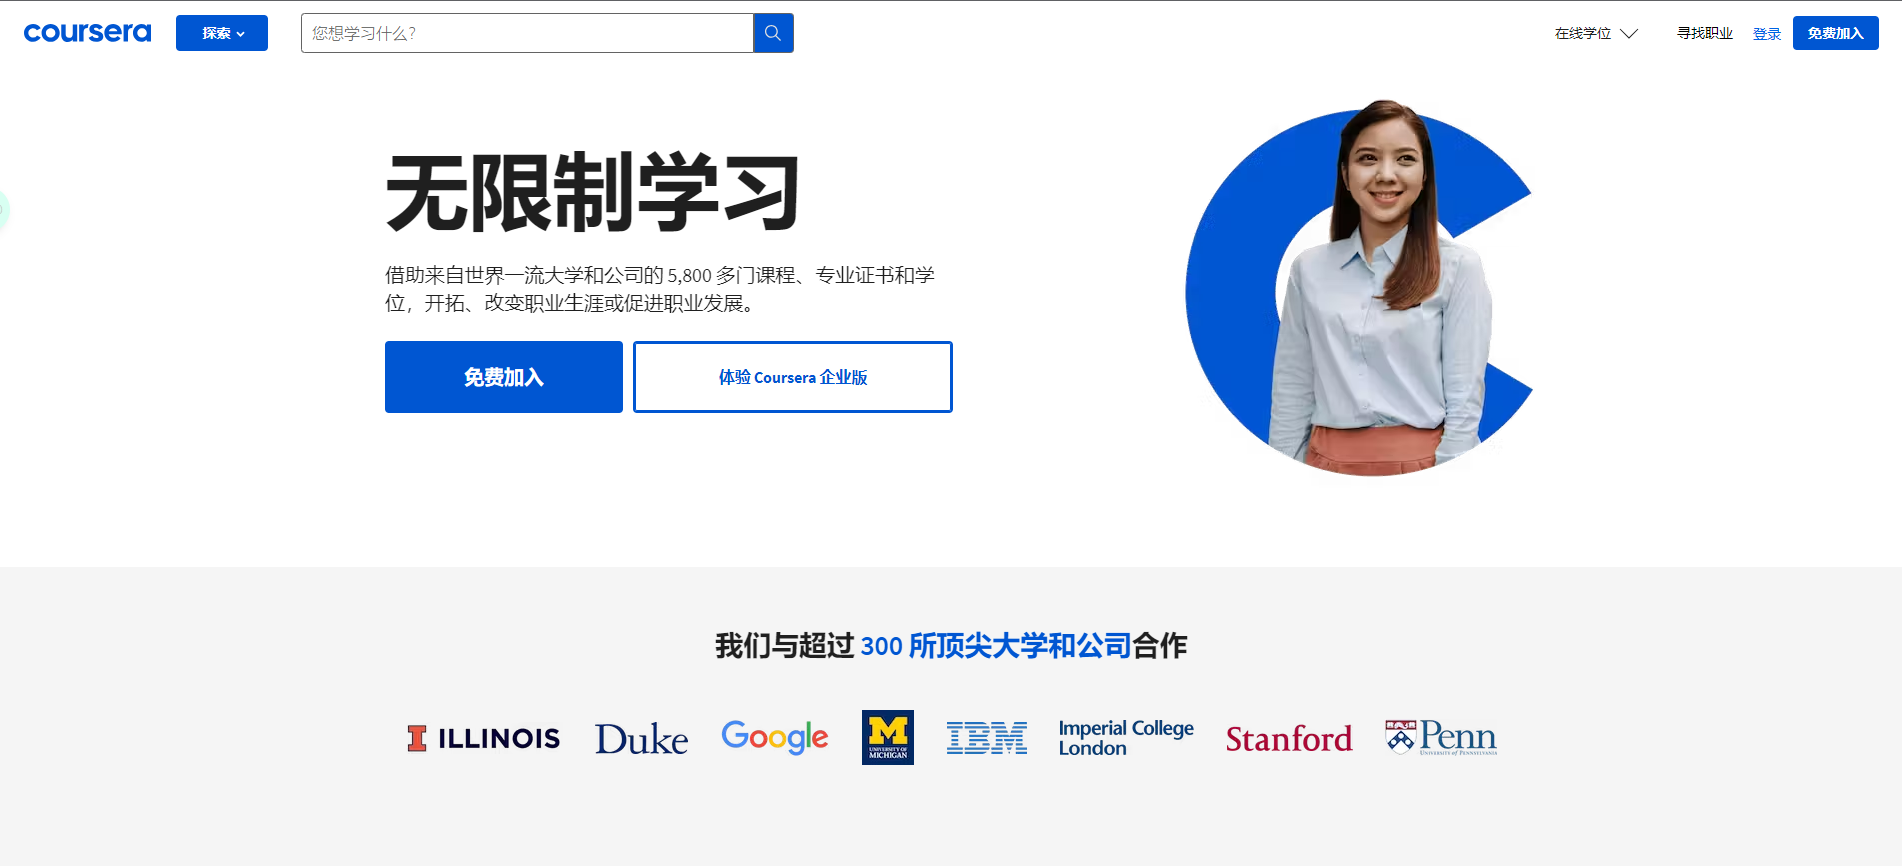 coursera
探索
您想学习什么?
在线学位
寻找职业
登录
免费加入
无限制学习
借助来自世界一流大学和公司的 5,800 多门课程、专业证书和学
位，开拓、改变职业生涯或促进职业发展。
免费加入
体验 Coursera 企业版
我们与超过 300 所顶尖大学和公司合作
ILLINOIS
Duke
Google
M
UNIVERSITY OF
MICHIGAN
IBM
Imperial College
London
Stanford
Penn
UNIVERSITY of PENNSYLVANIA